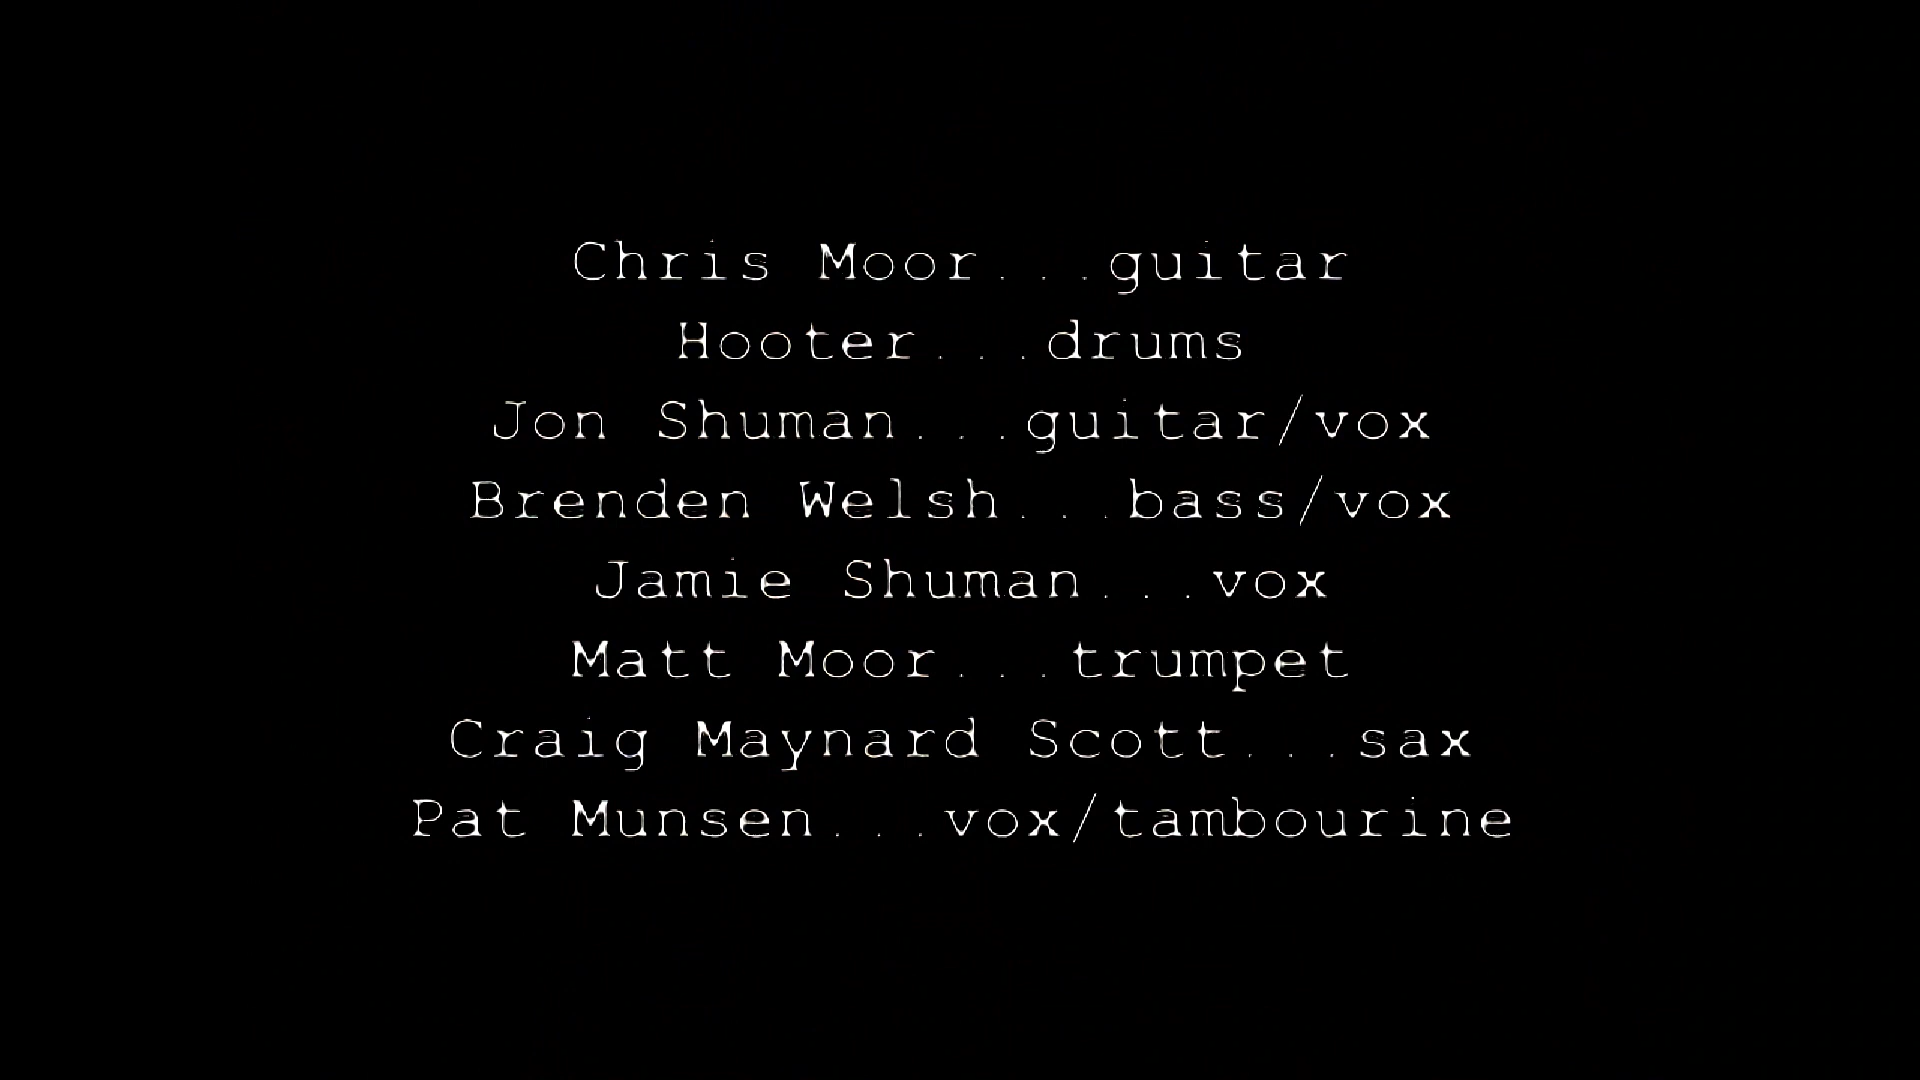 Chris Moor...guitar
Hooter...drums
Jon Shuman...guitar/vox
Brenden Welsh...bass/vox
Jamie Shuman...vox
Matt Moor...trumpet
Craig Maynard Scott...sax
Pat Munsen...vox/tambourine